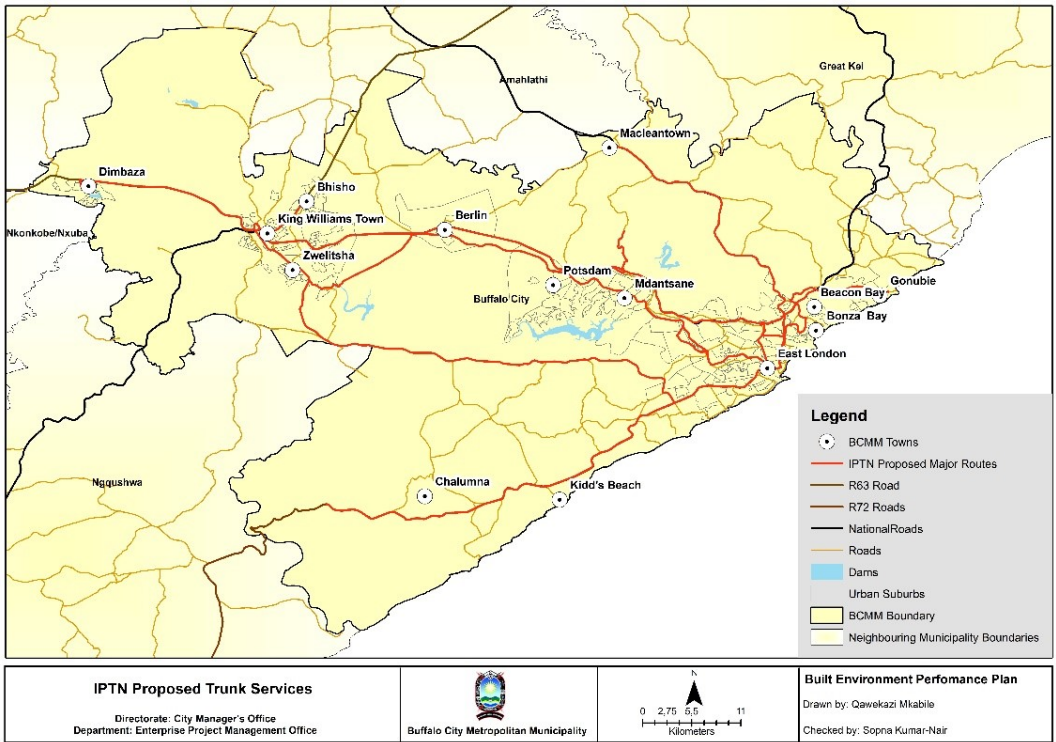 Amahlathi
Great Kei
Macleantown
Dimbaza
Bhisho
King Williams Town
Berlin
Nkonkobe/Nxuba
Zwelitsha
Potsdam
Mdantsane
Buffalo City
Gonubie
Beacon Bay
Bonza Bay
East London
Ngqushwa
Chalumna
Kidd's Beach
Legend
BCMM Towns
IPTN Proposed Major Routes
R63 Road
R72 Roads
NationalRoads
Roads
Dams
Urban Suburbs
BCMM Boundary
Neighbouring Municipality Boundaries
IPTN Proposed Trunk Services
Directorate: City Manager's Office
Department: Enterprise Project Management Office
Buffalo City Metropolitan Municipality
N
0 2,75 5,5 11
Kilometers
Built Environment Perfomance Plan
Drawn by: Qawekazi Mkabile
Checked by: Sopna Kumar-Nair